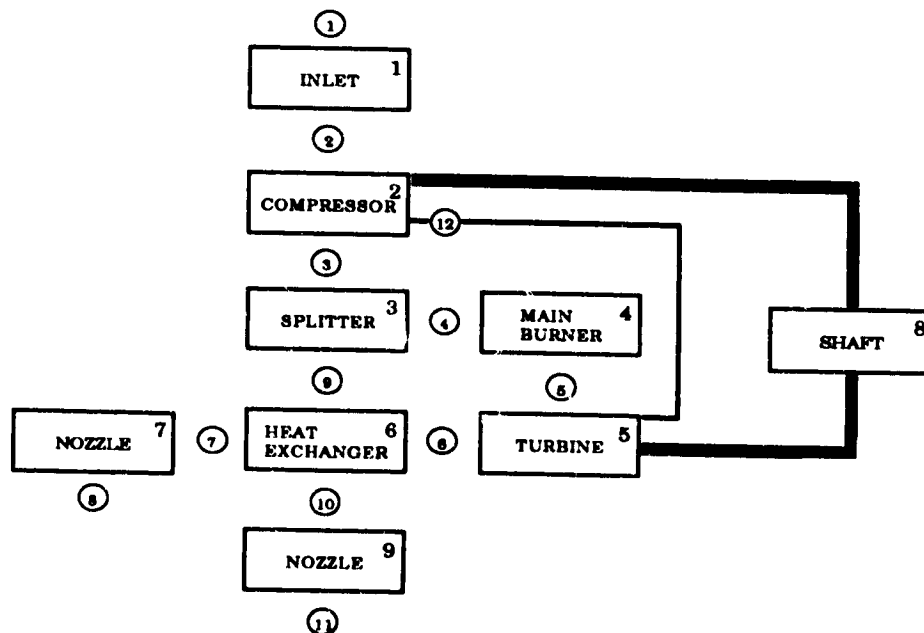 1
INLET 1
2
COMPRESSOR 2
12
3
SPLITTER 3
4
MAIN 4
BURNER
SHAFT 8
9
5
NOZZLE 7
7
HEAT 6
EXCHANGER
6
TURBINE 5
8
10
NOZZLE 9
11